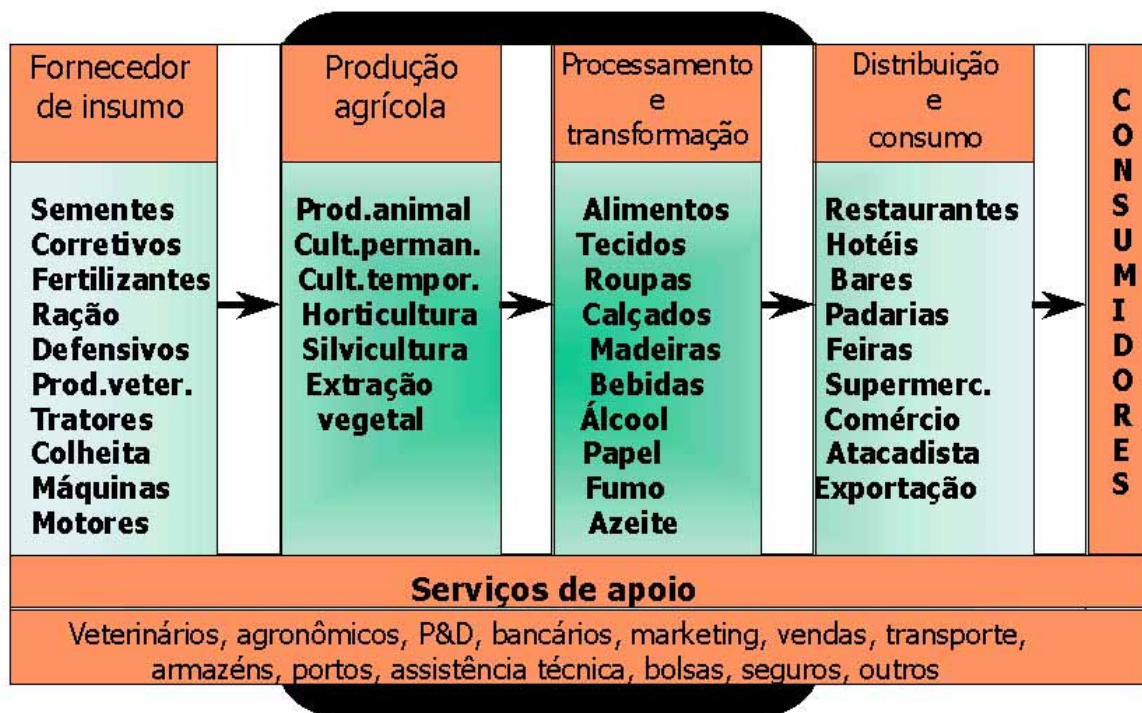 Fornecedor
de insumo
Sementes
Corretivos
Fertilizantes
Ração
Defensivos
Prod.veter.
Tratores
Colheita
Máquinas
Motores
Produção
agrícola
Prod.animal
Cult.perman.
Cult.tempor.
Horticultura
Silvicultura
Extração
vegetal
Processamento
e
transformação
Alimentos
Tecidos
Roupas
Calçados
Madeiras
Bebidas
Álcool
Papel
Fumo
Azeite
Distribuição
e
consumo
Restaurantes
Hotéis
Bares
Padarias
Feiras
Supermerc.
Comércio
Atacadista
Exportação
CONSUMIDORES
Serviços de apoio
Veterinários, agronômicos, P&D, bancários, marketing, vendas, transporte,
armazéns, portos, assistência técnica, bolsas, seguros, outros